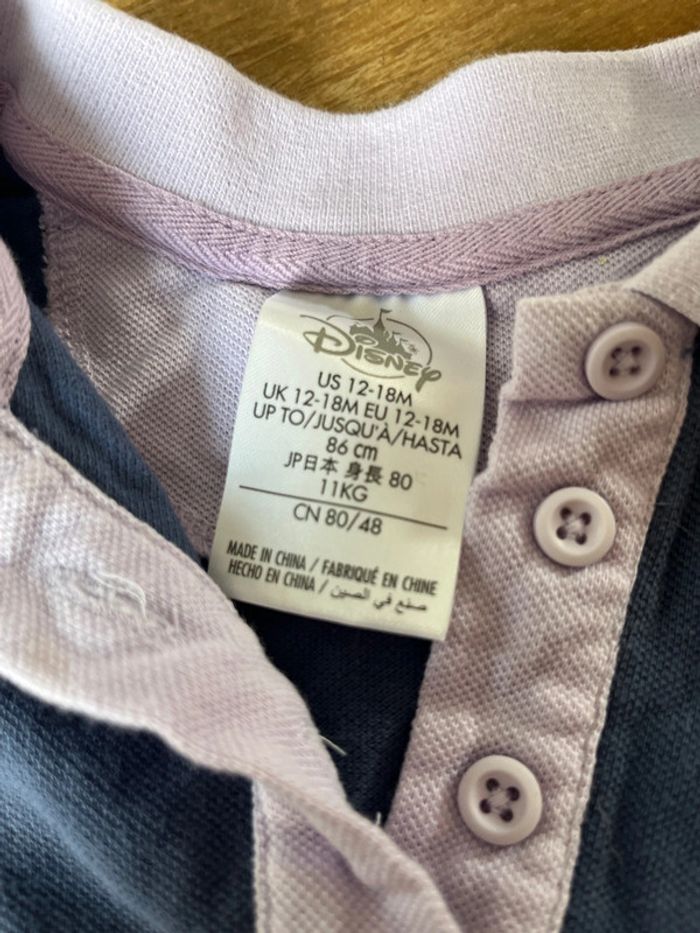 Disney
US 12-18M
UK 12-18M EU 12-18M
UP TO/JUSQU'À/HASTA
86 cm
JP日本 身長 80
11KG
CN 80/48
MADE IN CHINA / FABRIQUÉ EN CHINE
HECHO EN CHINA / صنع في الصين